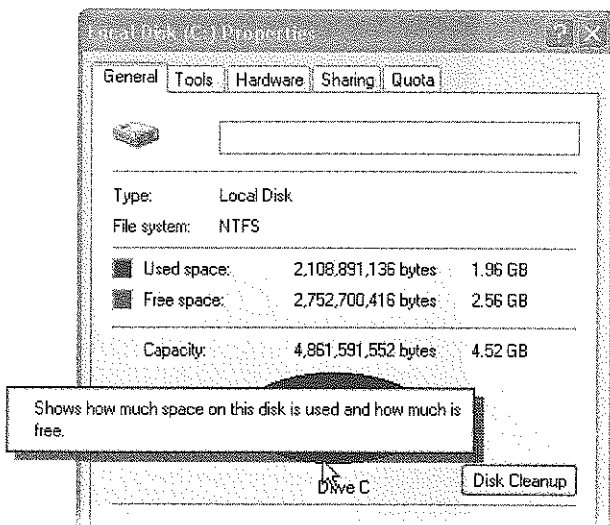 Local Disk (C:) Properties
General Tools Hardware Sharing Quota
Type: Local Disk
File system: NTFS
Used space: 2,108,891,136 bytes 1.96 GB
Free space: 2,752,700,416 bytes 2.56 GB
Capacity: 4,861,591,552 bytes 4.52 GB
Shows how much space on this disk is used and how much is
free.
Drive C Disk Cleanup